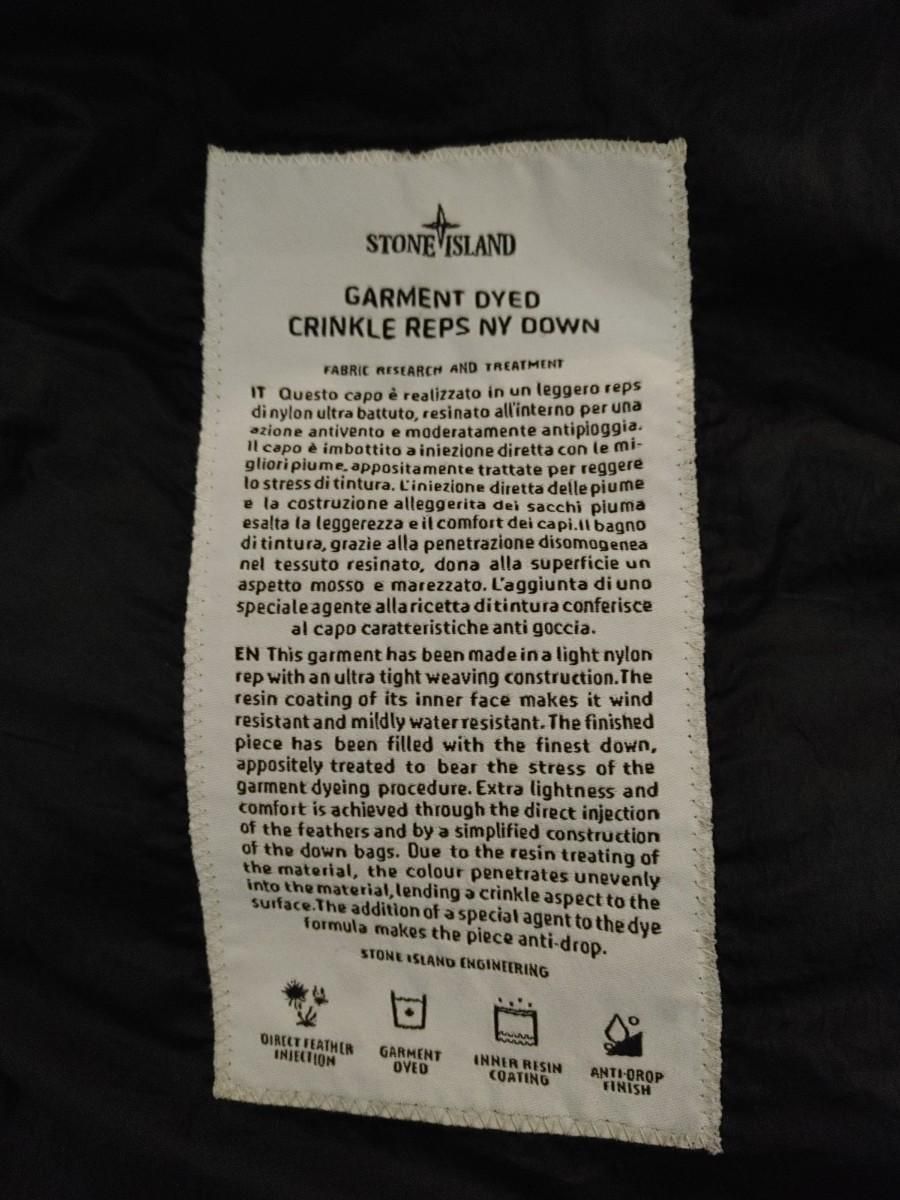 STONE ISLAND
GARMENT DYED
CRINKLE REPS NY DOWN
FABRIC RESEARCH AND TREATMENT
IT Questo capo è realizzato in un leggero reps
di nylon ultra battuto, resinato all'interno per una
azione antivento e moderatamente antipioggia.
Il capo è imbottito a iniezione diretta con le mi-
gliori piume, appositamente trattate per reggere
lo stress di tintura. L'iniezione diretta delle piume
e la costruzione alleggerita dei sacchi piuma
esalta la leggerezza e il comfort dei capi. Il bagno
di tintura, grazie alla penetrazione disomogenea
nel tessuto resinato, dona alla superficie un
aspetto mosso e marezzato. L'aggiunta di uno
speciale agente alla ricetta di tintura conferisce
al capo caratteristiche anti goccia.
EN This garment has been made in a light nylon
rep with an ultra tight weaving construction. The
resin coating of its inner face makes it wind
resistant and mildly water resistant. The finished
piece has been filled with the finest down,
appositely treated to bear the stress of the
garment dyeing procedure. Extra lightness and
comfort is achieved through the direct injection
of the feathers and by a simplified construction
of the down bags. Due to the resin treating of
the material, the colour penetrates unevenly
into the material, lending a crinkle aspect to the
surface. The addition of a special agent to the dye
formula makes the piece anti-drop.
STONE ISLAND ENGINEERING
DIRECT FEATHER
INJECTION
GARMENT
DYED
INNER RESIN
COATING
ANTI-DROP
FINISH